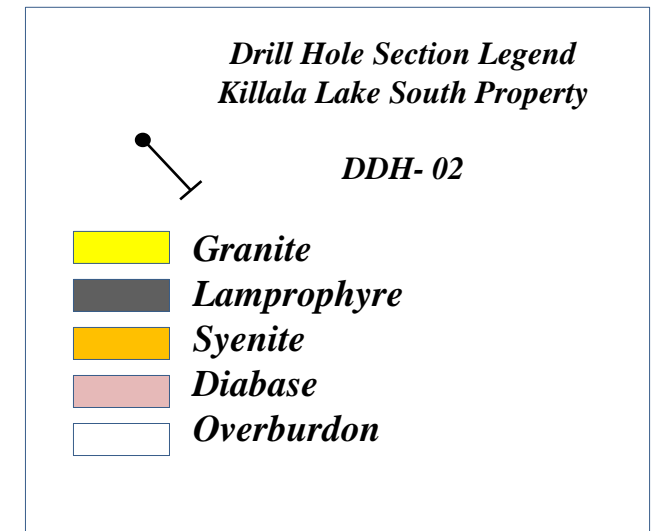 Drill Hole Section Legend
Killala Lake South Property
DDH- 02
Granite
Lamprophyre
Syenite
Diabase
Overburdon